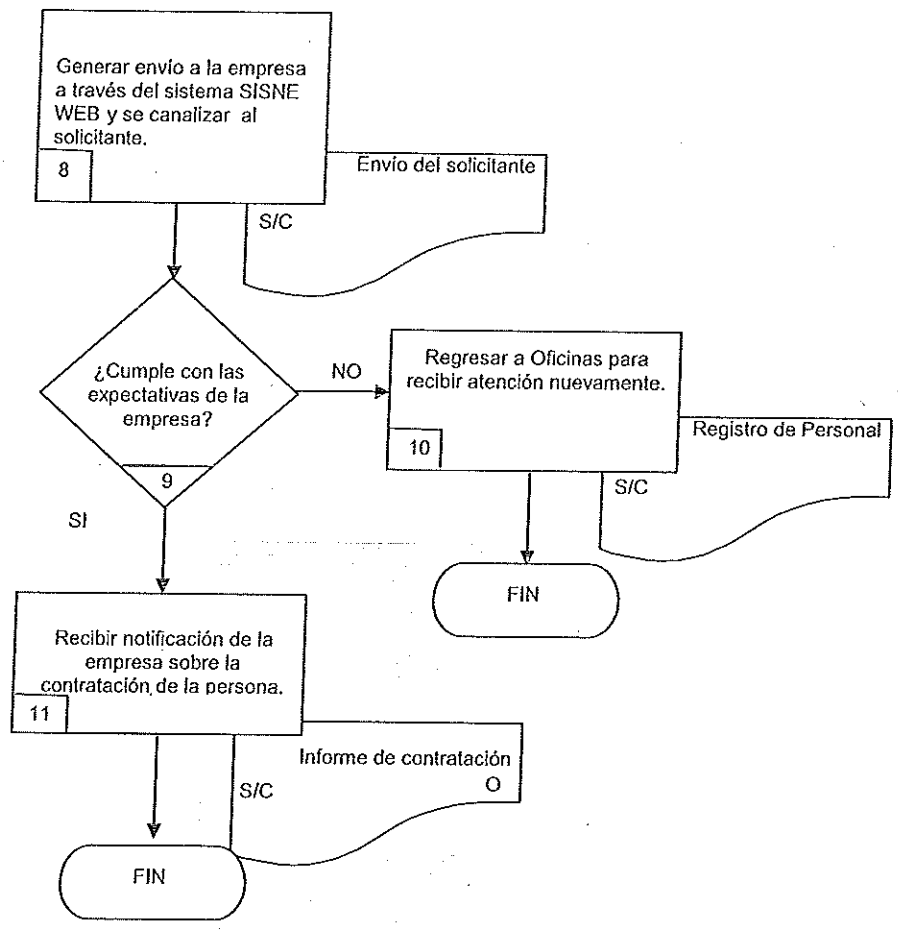 Generar envío a la empresa
a través del sistema SISNE
WEB y se canalizar al
solicitante.
8
Envío del solicitante
S/C
¿Cumple con las
expectativas de la
empresa?
9
NO
Regresar a Oficinas para
recibir atención nuevamente.
10
Registro de Personal
S/C
FIN
SI
Recibir notificación de la
empresa sobre la
contratación de la persona.
11
Informe de contratación
O
S/C
FIN